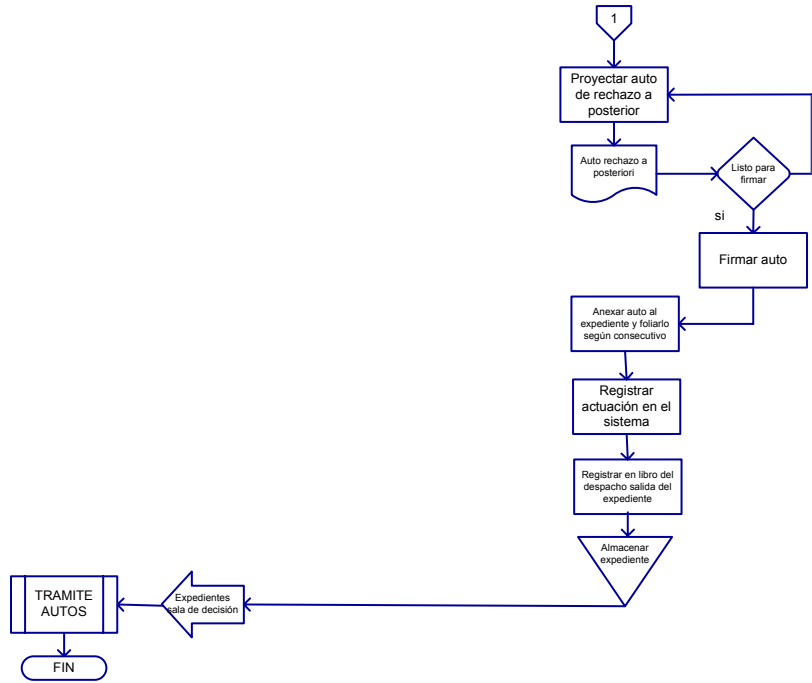 1
Proyectar auto
de rechazo a
posterior
Auto rechazo a
posteriori
Listo para
firmar
si
Firmar auto
Anexar auto al
expediente y foliarlo
según consecutivo
Registrar
actuación en el
sistema
Registrar en libro del
despacho salida del
expediente
Almacenar
expediente
Expedientes
sala de decisión
TRAMITE
AUTOS
FIN